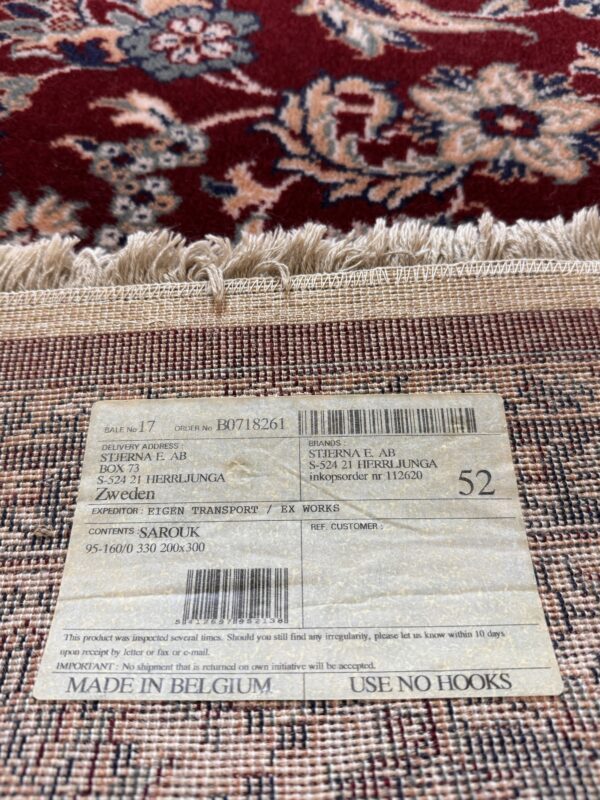 BALE No 17 ORDER No B0718261
DELIVERY ADDRESS :
STJERNA E. AB
BOX 73
S-524 21 HERRLJUNGA
Zweden
BRANDS :
STJERNA E. AB
S-524 21 HERRLJUNGA
inkopsorder nr 112620
52
EXPEDITOR : EIGEN TRANSPORT / EX WORKS
CONTENTS : SAROUK
95-160/0 330 200x300
REF. CUSTOMER :
This product was inspected several times. Should you still find any irregularity, please let us know within 10 days
upon receipt by letter or fax or e-mail.
IMPORTANT : No shipment that is returned on own initiative will be accepted.
MADE IN BELGIUM
USE NO HOOKS